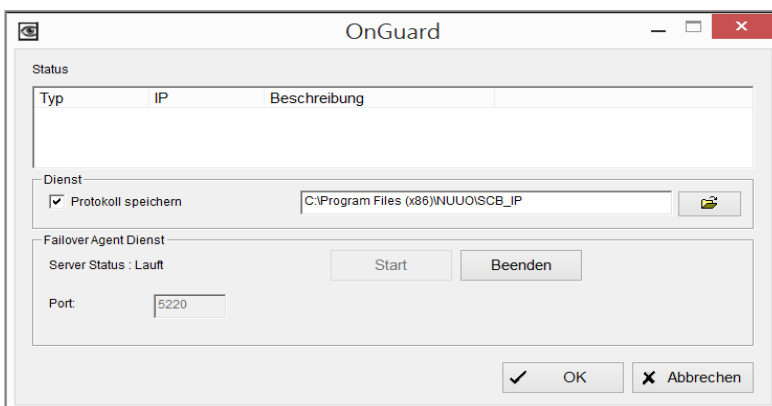 OnGuard
Status
Typ IP Beschreibung
Dienst
Protokoll speichern C:\Program Files (x86)\NUUO\SCB_IP
Failover Agent Dienst
Server Status : Lauft Start Beenden
Port: 5220
OK Abbrechen